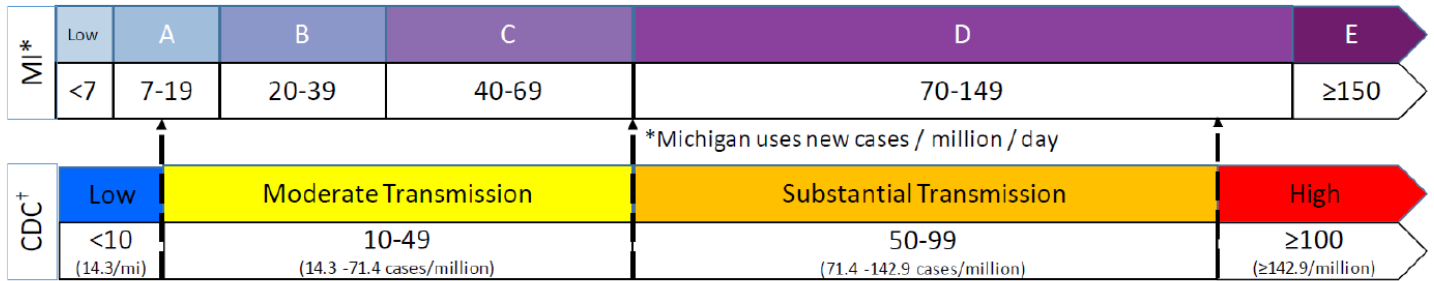 MI*
Low A B C D E
<7 7-19 20-39 40-69 70-149 ≥150
*Michigan uses new cases / million / day
CDC†
Low Moderate Transmission Substantial Transmission High
<10 10-49 50-99 ≥100
(14.3/mi) (14.3 -71.4 cases/million) (71.4 -142.9 cases/million) (≥142.9/million)